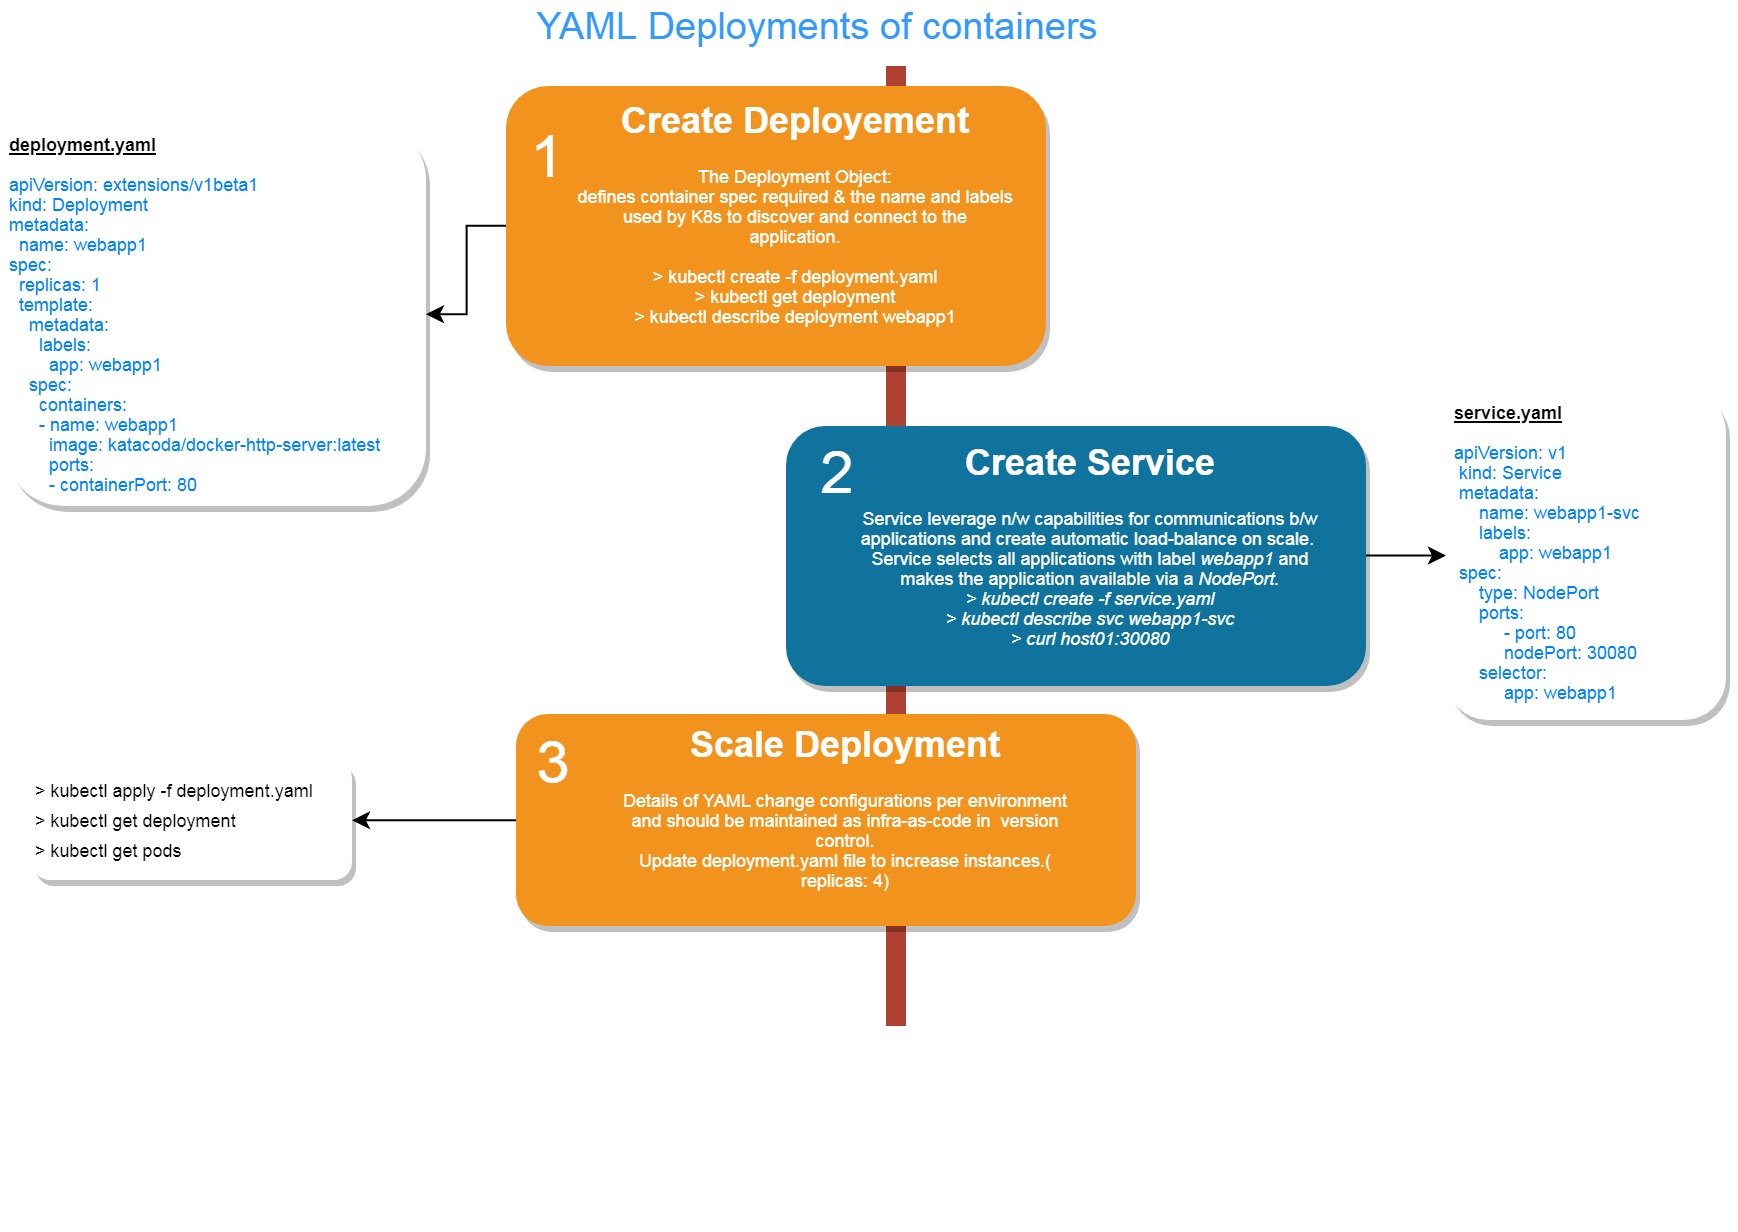 YAML Deployments of containers
1
Create Deployement
The Deployment Object:
defines container spec required & the name and labels
used by K8s to discover and connect to the
application.
> kubectl create -f deployment.yaml
> kubectl get deployment
> kubectl describe deployment webapp1
deployment.yaml
apiVersion: extensions/v1beta1
kind: Deployment
metadata:
  name: webapp1
spec:
  replicas: 1
  template:
    metadata:
      labels:
        app: webapp1
    spec:
      containers:
      - name: webapp1
        image: katacoda/docker-http-server:latest
        ports:
        - containerPort: 80
2
Create Service
Service leverage n/w capabilities for communications b/w
applications and create automatic load-balance on scale.
Service selects all applications with label webapp1 and
makes the application available via a NodePort.
> kubectl create -f service.yaml
> kubectl describe svc webapp1-svc
> curl host01:30080
service.yaml
apiVersion: v1
 kind: Service
 metadata:
     name: webapp1-svc
     labels:
         app: webapp1
 spec:
     type: NodePort
     ports:
          - port: 80
          nodePort: 30080
     selector:
          app: webapp1
3
Scale Deployment
Details of YAML change configurations per environment
and should be maintained as infra-as-code in  version
control.
Update deployment.yaml file to increase instances.(
replicas: 4)
> kubectl apply -f deployment.yaml
> kubectl get deployment
> kubectl get pods